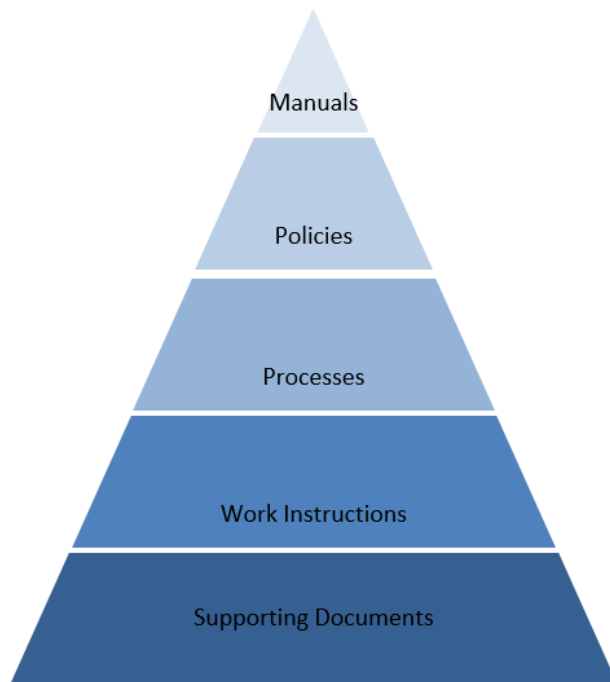 Manuals
Policies
Processes
Work Instructions
Supporting Documents